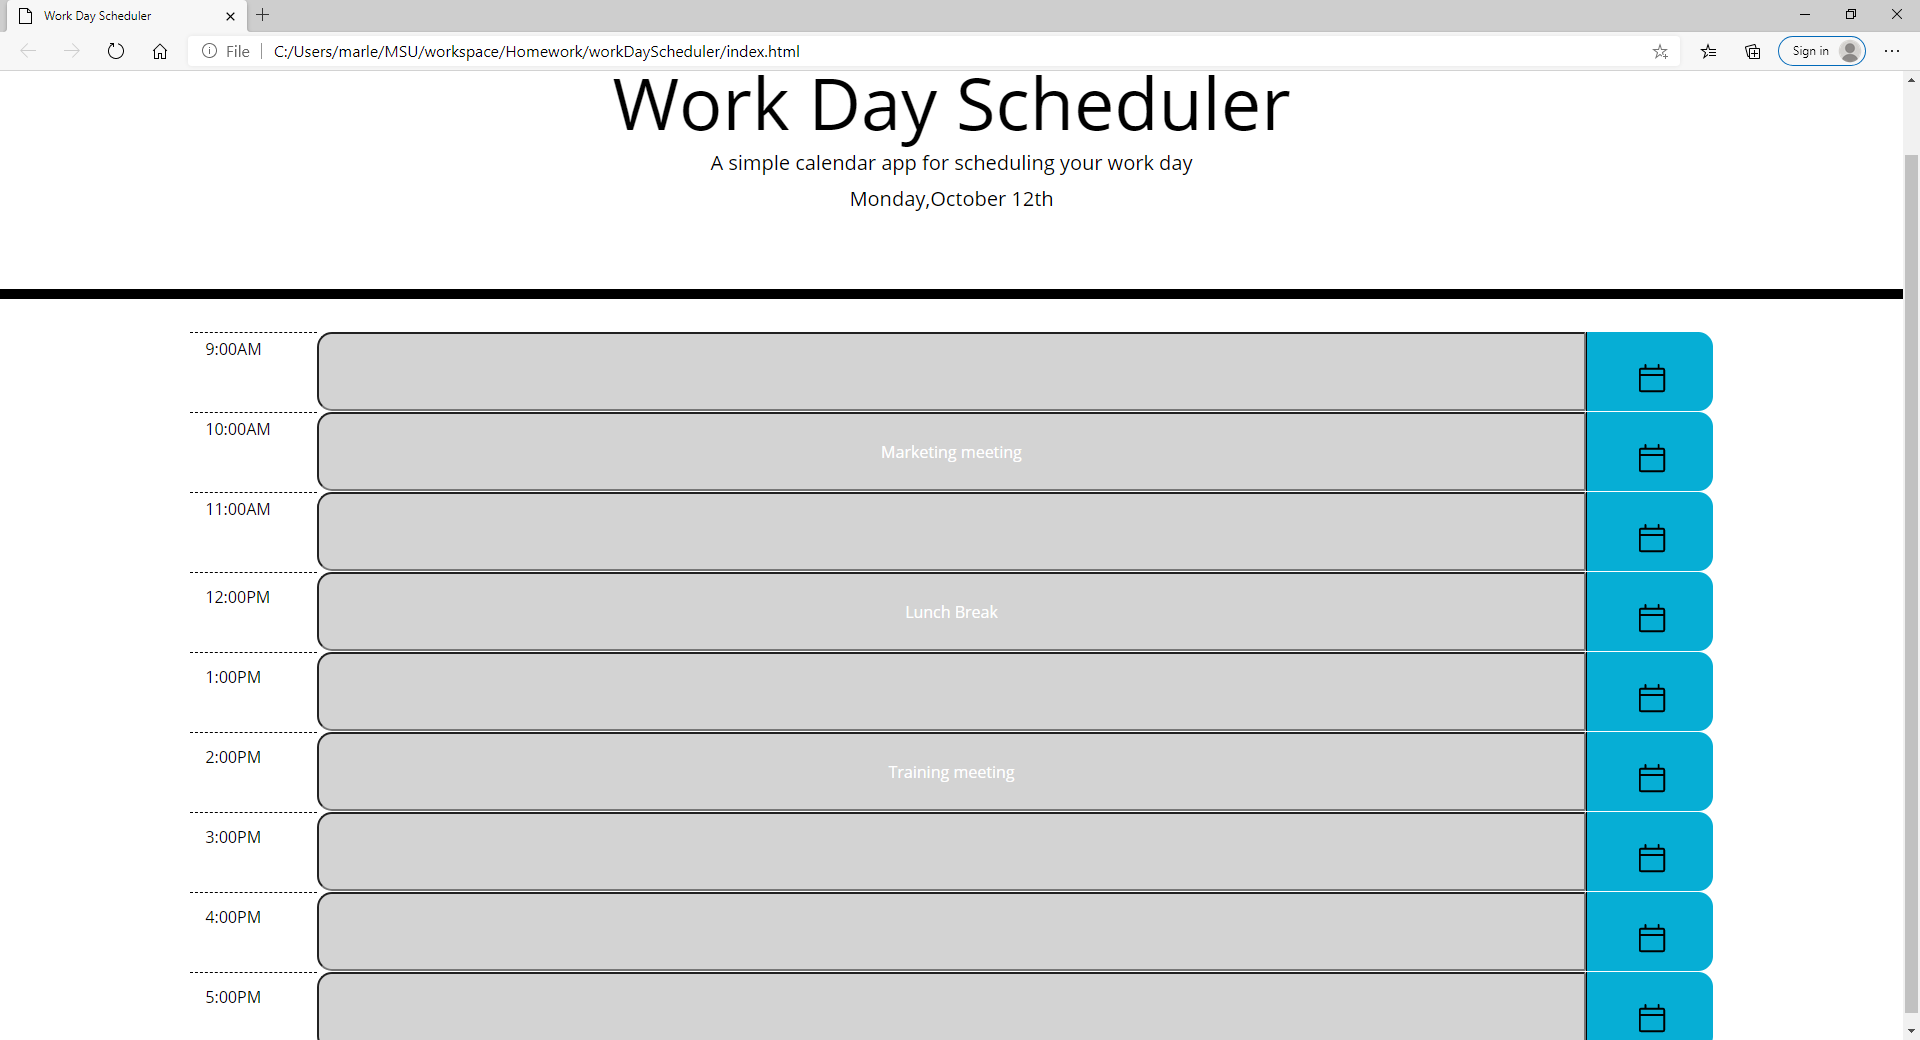 Work Day Scheduler
File
C:/Users/marle/MSU/workspace/Homework/workDayScheduler/index.html
Sign in
Work Day Scheduler
A simple calendar app for scheduling your work day
Monday,October 12th
9:00AM
10:00AM Marketing meeting
11:00AM
12:00PM Lunch Break
1:00PM
2:00PM Training meeting
3:00PM
4:00PM
5:00PM